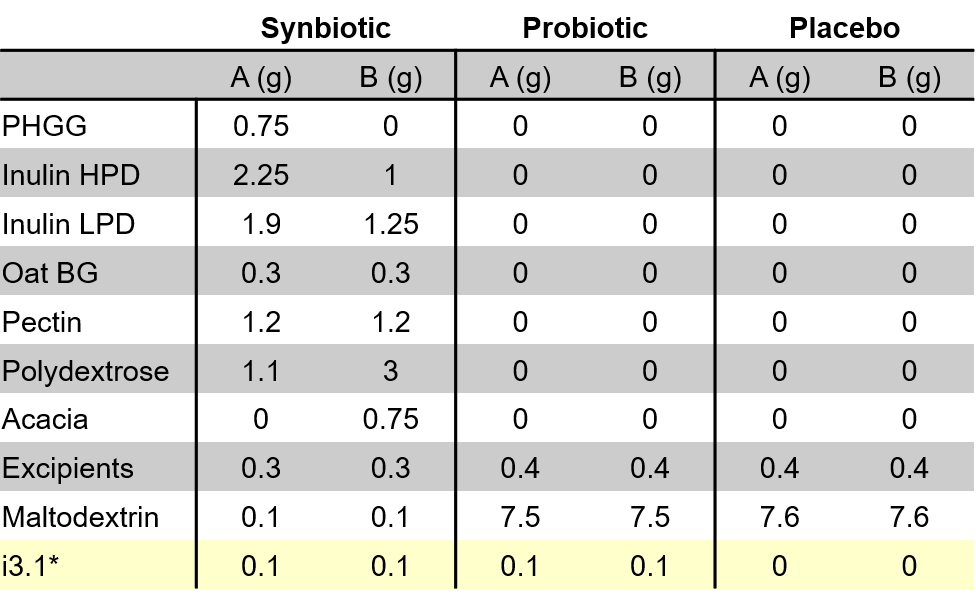 Synbiotic Probiotic Placebo
A (g) B (g) A (g) B (g) A (g) B (g)
PHGG 0.75 0 0 0 0 0
Inulin HPD 2.25 1 0 0 0 0
Inulin LPD 1.9 1.25 0 0 0 0
Oat BG 0.3 0.3 0 0 0 0
Pectin 1.2 1.2 0 0 0 0
Polydextrose 1.1 3 0 0 0 0
Acacia 0 0.75 0 0 0 0
Excipients 0.3 0.3 0.4 0.4 0.4 0.4
Maltodextrin 0.1 0.1 7.5 7.5 7.6 7.6
i3.1* 0.1 0.1 0.1 0.1 0 0